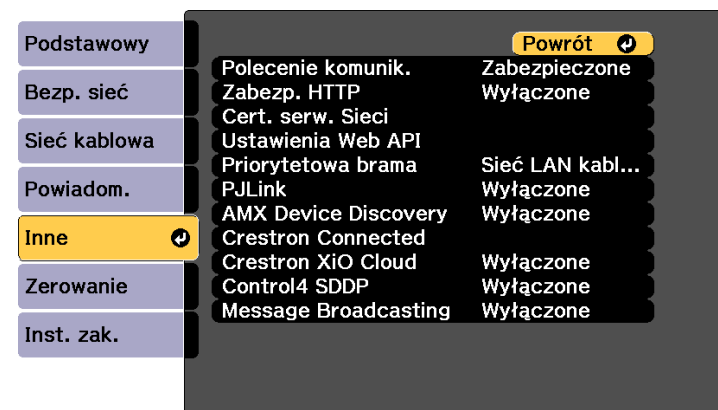 Podstawowy
Bezp. sieć
Sieć kablowa
Powiadom.
Inne
Zerowanie
Inst. zak.
Powrót
Polecenie komunik. Zabezpieczone
Zabezp. HTTP Wyłączone
Cert. serw. Sieci
Ustawienia Web API
Priorytetowa brama Sieć LAN kabl...
PJLink Wyłączone
AMX Device Discovery Wyłączone
Crestron Connected
Crestron XiO Cloud Wyłączone
Control4 SDDP Wyłączone
Message Broadcasting Wyłączone